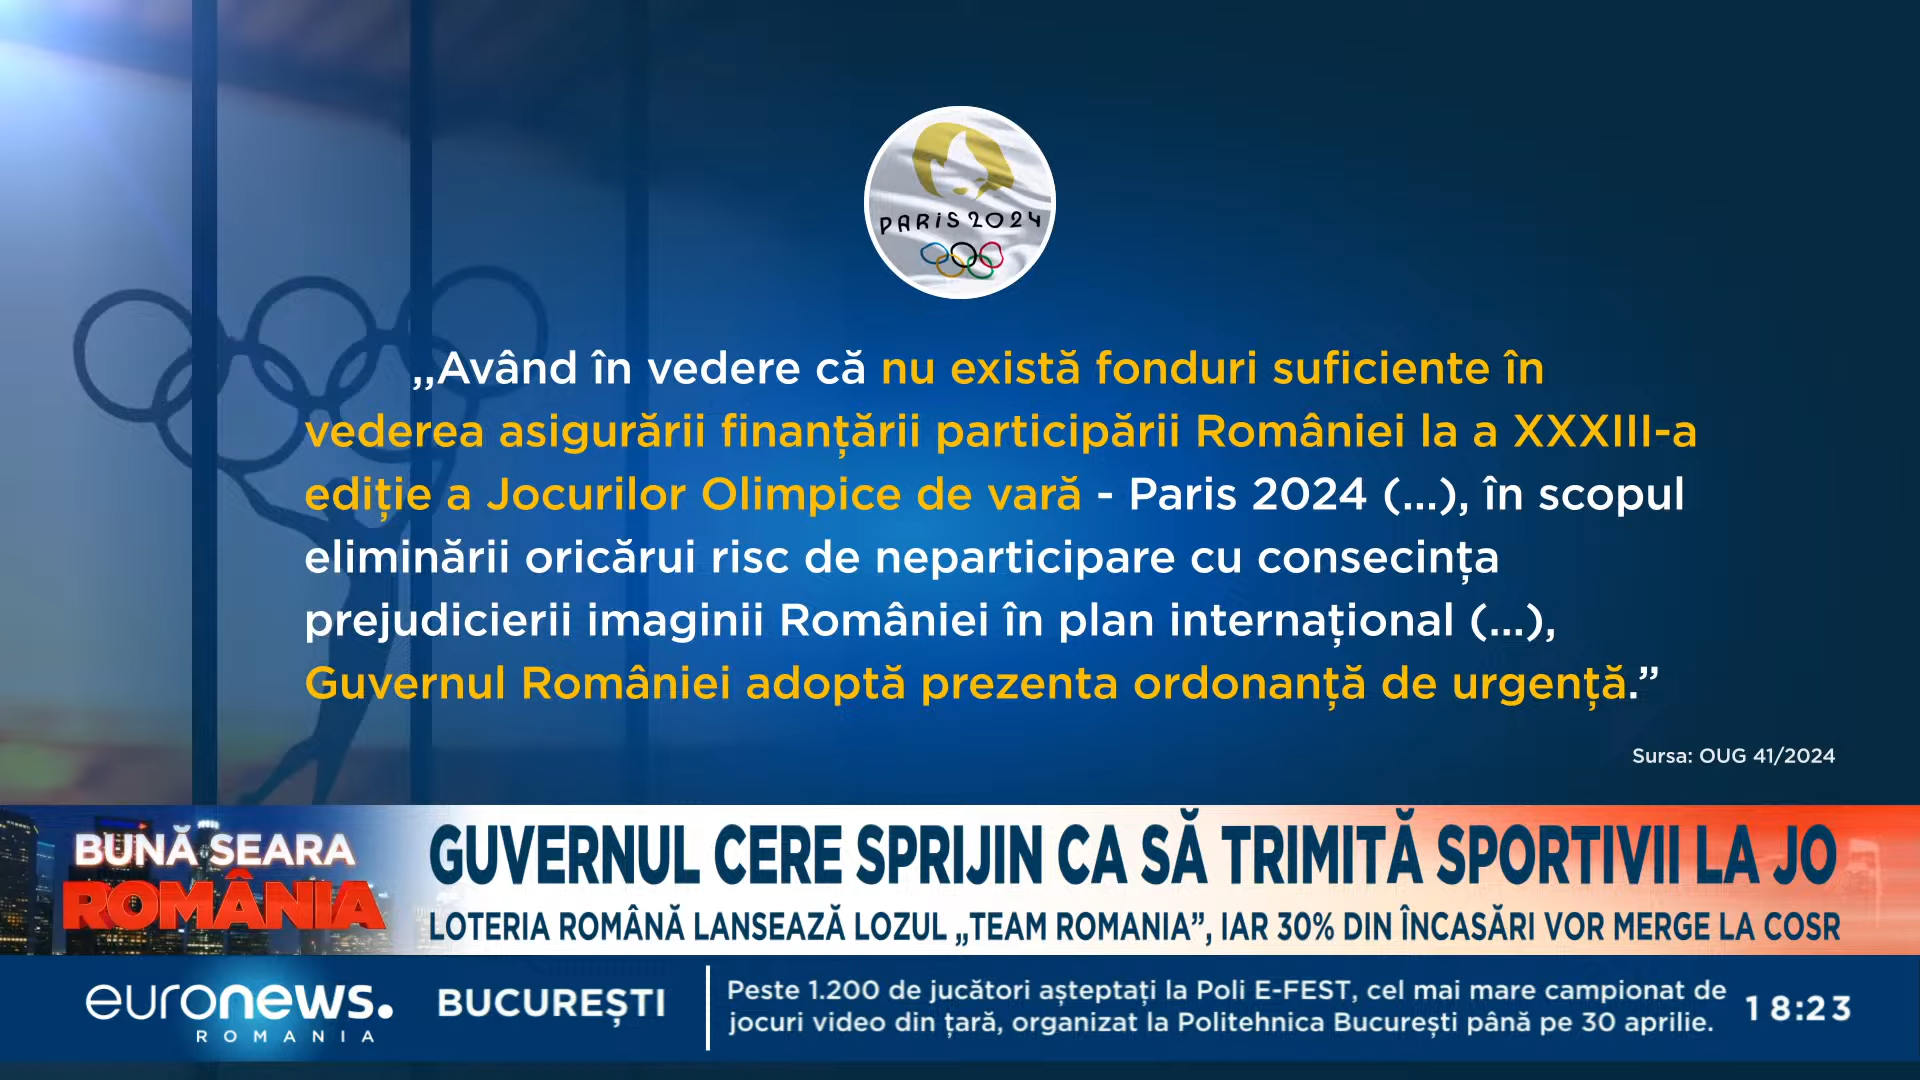 PARIS 2024
,,Având în vedere că nu există fonduri suficiente în
vederea asigurării finanțării participării României la a XXXIII-a
ediție a Jocurilor Olimpice de vară - Paris 2024 (...), în scopul
eliminării oricărui risc de neparticipare cu consecința
prejudicierii imaginii României în plan internațional (...),
Guvernul României adoptă prezenta ordonanță de urgență.”
Sursa: OUG 41/2024
BUNĂ SEARA
ROMÂNIA
GUVERNUL CERE SPRIJIN CA SĂ TRIMITĂ SPORTIVII LA JO
LOTERIA ROMÂNĂ LANSEAZĂ LOZUL „TEAM ROMANIA”, IAR 30% DIN ÎNCASĂRI VOR MERGE LA COSR
euronews.
ROMANIA
BUCUREȘTI
Peste 1.200 de jucători așteptați la Poli E-FEST, cel mai mare campionat de
jocuri video din țară, organizat la Politehnica București până pe 30 aprilie.
18:23